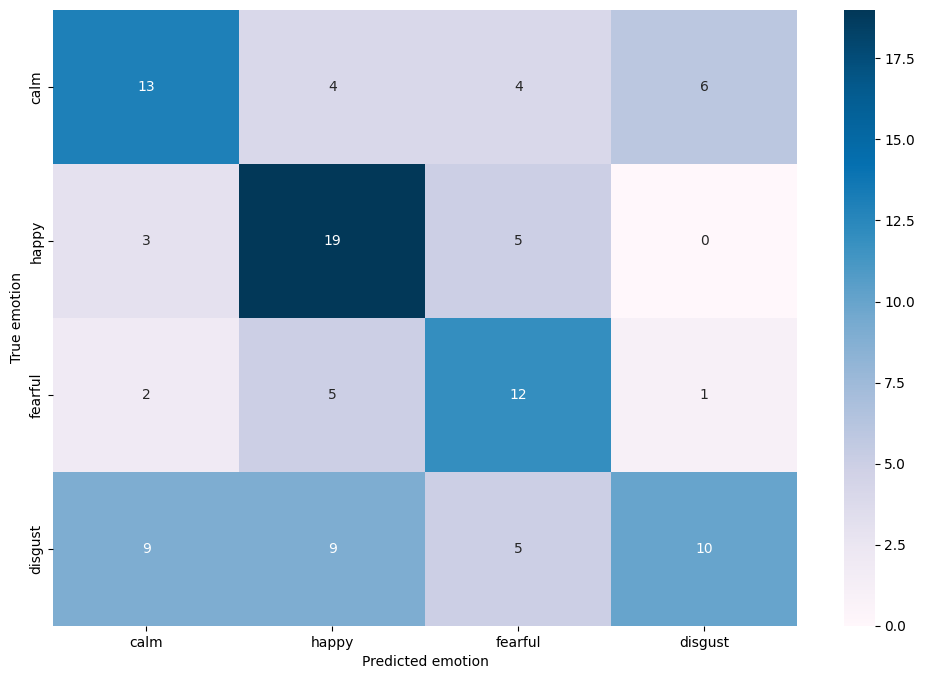 calm 13 4 4 6
happy 3 19 5 0
fearful 2 5 12 1
disgust 9 9 5 10
True emotion
calm happy fearful disgust
Predicted emotion
17.5
15.0
12.5
10.0
7.5
5.0
2.5
0.0